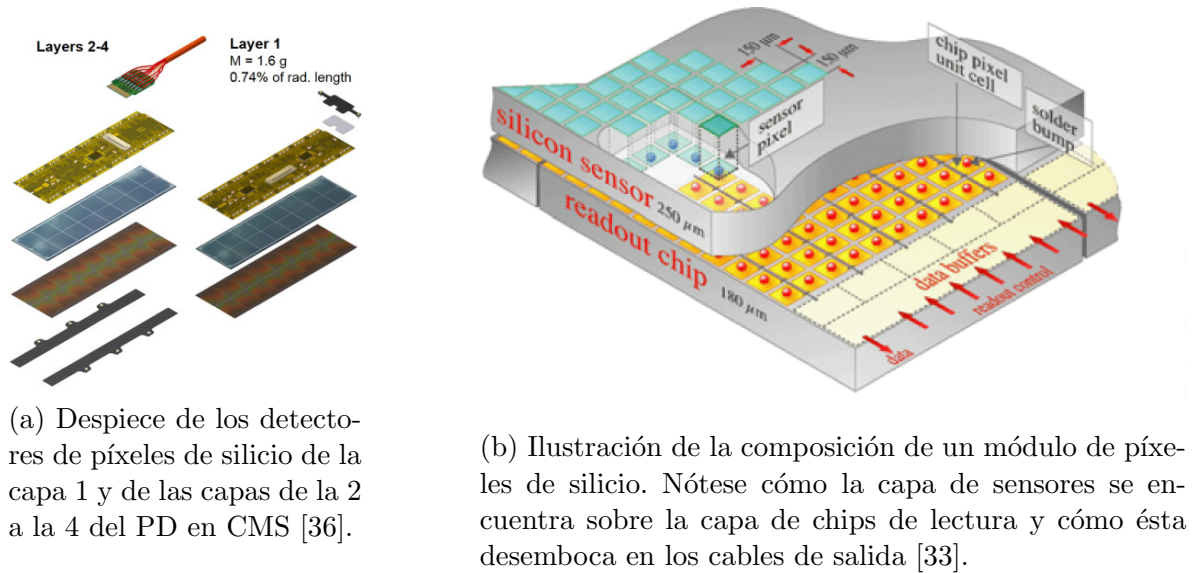 Layers 2-4
Layer 1
M = 1.6 g
0.74% of rad. length
(a) Despiece de los detecto-
res de píxeles de silicio de la
capa 1 y de las capas de la 2
a la 4 del PD en CMS [36].
150 μm
150 μm
chip pixel
unit cell
solder
bump
sensor
pixel
silicon sensor
250 μm
readout chip
180 μm
data buffers
readout control
data
(b) Ilustración de la composición de un módulo de píxe-
les de silicio. Nótese cómo la capa de sensores se en-
cuentra sobre la capa de chips de lectura y cómo ésta
desemboca en los cables de salida [33].